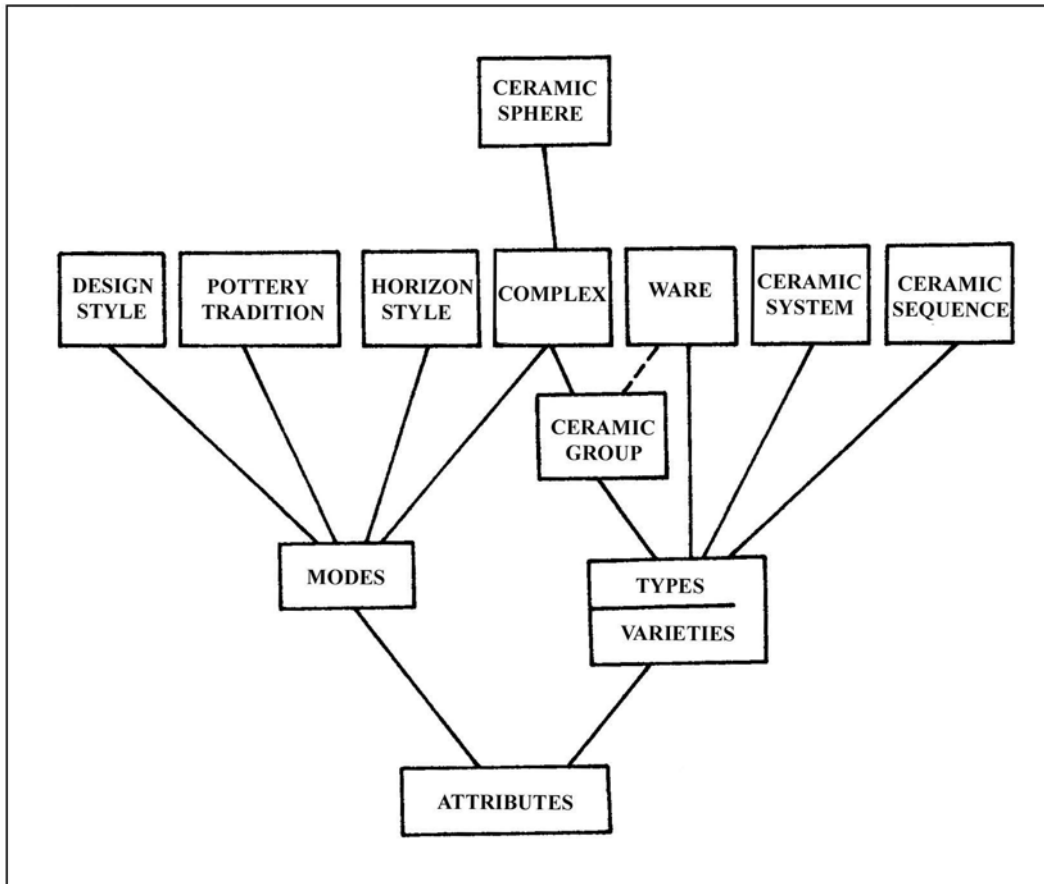 CERAMIC
SPHERE
DESIGN
STYLE
POTTERY
TRADITION
HORIZON
STYLE
COMPLEX
WARE
CERAMIC
SYSTEM
CERAMIC
SEQUENCE
CERAMIC
GROUP
MODES
TYPES
VARIETIES
ATTRIBUTES